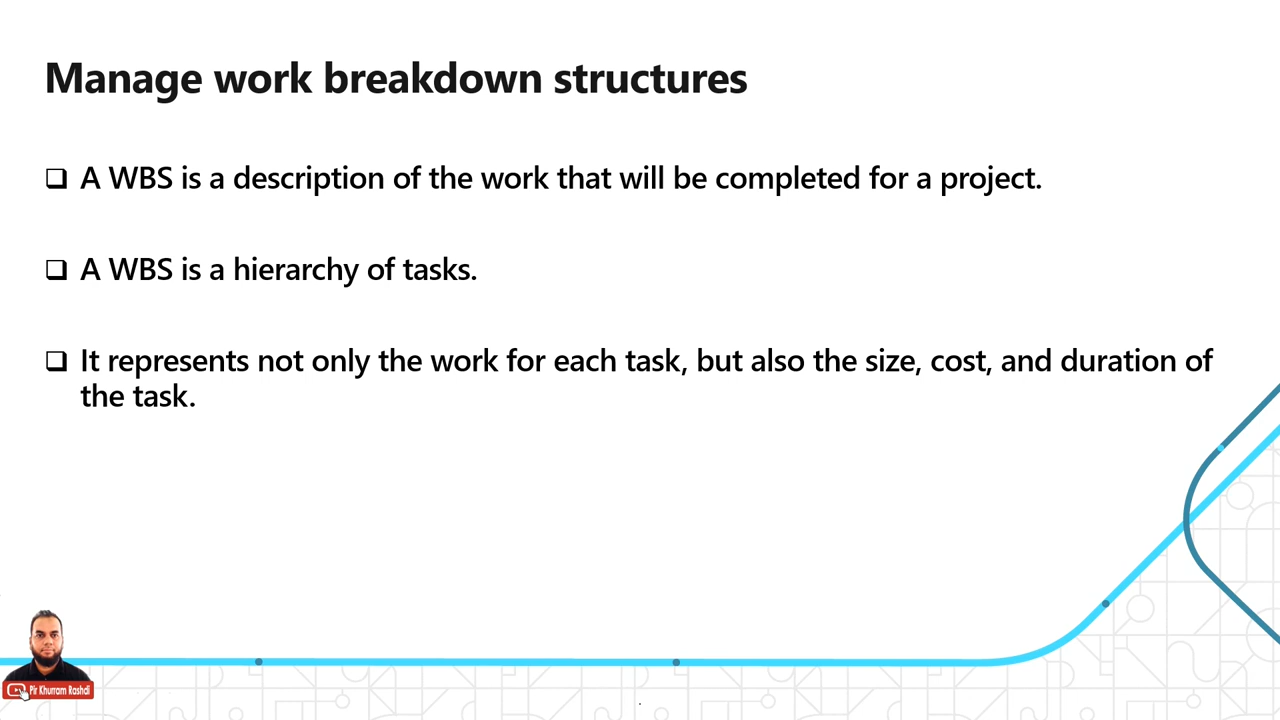 Manage work breakdown structures
❑ A WBS is a description of the work that will be completed for a project.
❑ A WBS is a hierarchy of tasks.
❑ It represents not only the work for each task, but also the size, cost, and duration of
the task.
Pir Khurram Rashdi